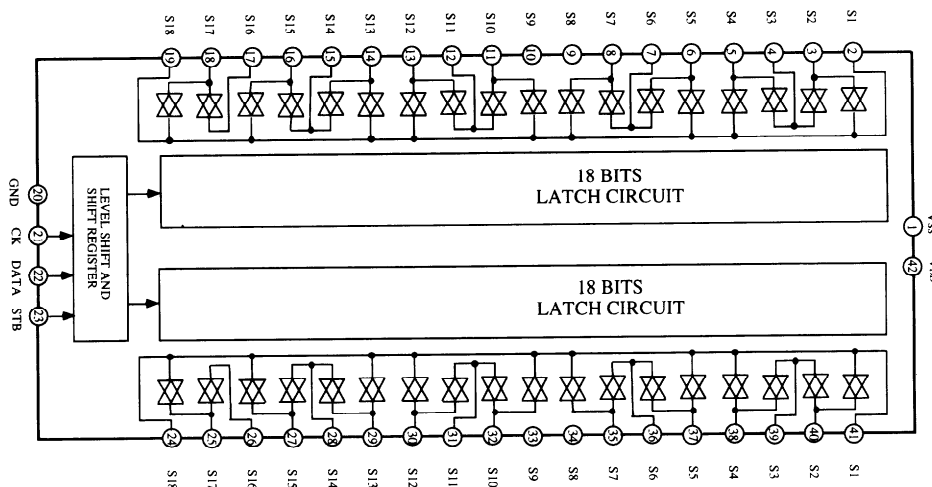 S18 S17 S16 S15 S14 S13 S12 S11 S10 S9 S8 S7 S6 S5 S4 S3 S2 S1
19 18 17 16 15 14 13 12 11 10 9 8 7 6 5 4 3 2
18 BITS
LATCH CIRCUIT
LEVEL SHIFT AND
SHIFT REGISTER
GND 20
CK 21
DATA 22
STB 23
1
42
18 BITS
LATCH CIRCUIT
24 25 26 27 28 29 30 31 32 33 34 35 36 37 38 39 40 41
S18 S17 S16 S15 S14 S13 S12 S11 S10 S9 S8 S7 S6 S5 S4 S3 S2 S1